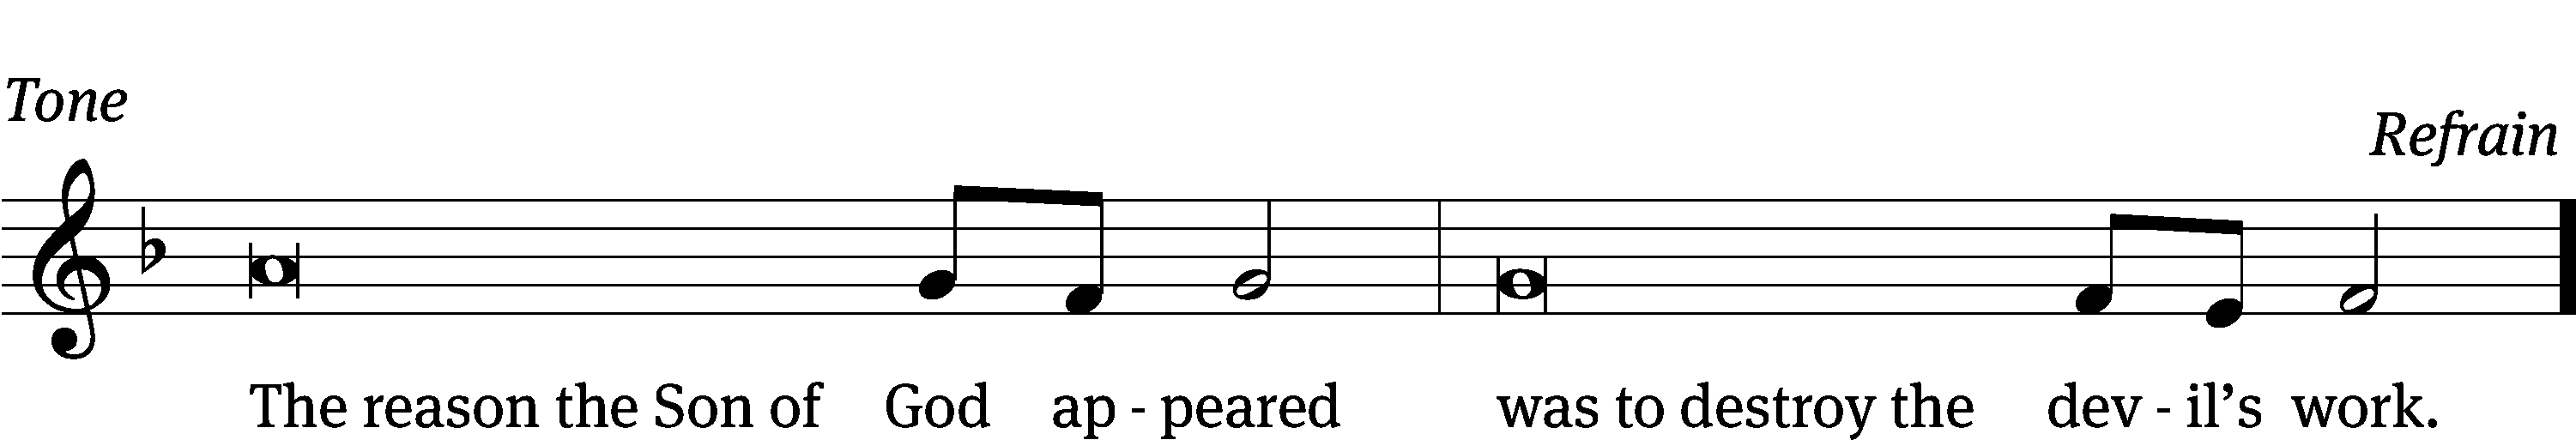 Tone
Refrain
The reason the Son of God ap - peared was to destroy the dev - il’s work.